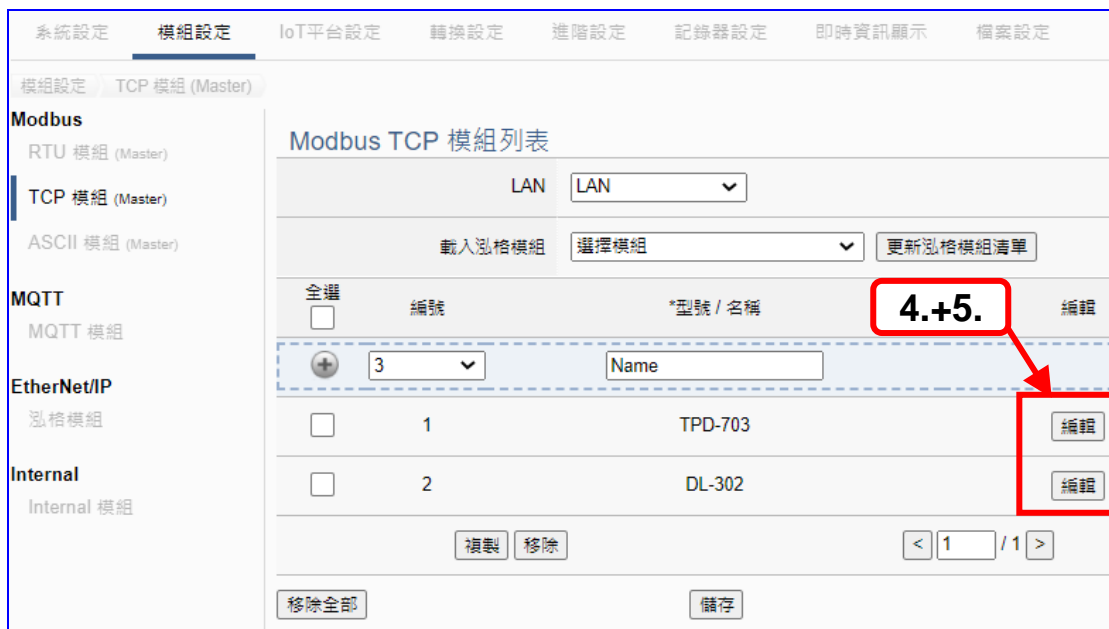 系統設定 模組設定 IoT平台設定 轉換設定 進階設定 記錄器設定 即時資訊顯示 檔案設定
模組設定 TCP 模組 (Master)
Modbus
RTU 模組 (Master)
TCP 模組 (Master)
ASCII 模組 (Master)
MQTT
MQTT 模組
EtherNet/IP
泓格模組
Internal
Internal 模組
Modbus TCP 模組列表
LAN LAN
載入泓格模組 選擇模組 更新泓格模組清單
全選 編號 *型號 / 名稱 編輯
4.+5.
3 Name
1 TPD-703 編輯
2 DL-302 編輯
複製 移除 < 1 / 1 >
移除全部 儲存